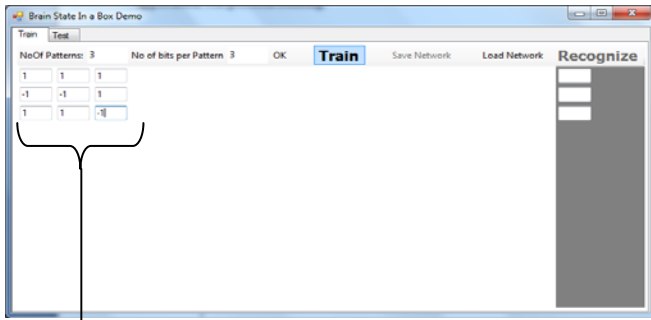 Brain State In a Box Demo
Train Test
NoOf Patterns: 3 No of bits per Pattern 3 OK Train Save Network Load Network Recognize
1 1 1
-1 -1 1
1 1 -1